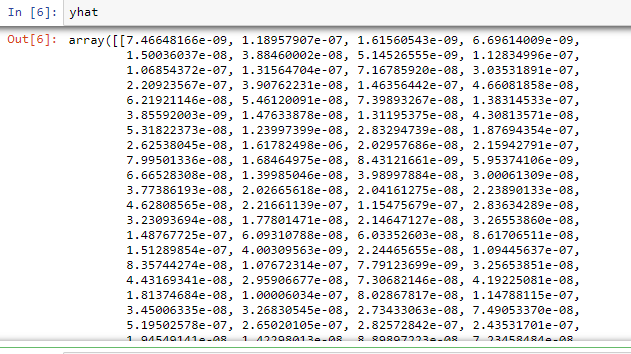 In [6]: yhat
Out[6]: array([[7.46648166e-09, 1.18957907e-07, 1.61560543e-09, 6.69614009e-09,
1.50036037e-08, 3.88460002e-08, 5.14526555e-09, 1.12834996e-07,
1.06854372e-07, 1.31564704e-07, 7.16785920e-08, 3.03531891e-07,
2.20923567e-07, 3.90762231e-08, 1.46356442e-07, 4.66081858e-08,
6.21921146e-08, 5.46120091e-08, 7.39893267e-08, 1.38314533e-07,
3.85592003e-09, 1.47633878e-08, 1.31195375e-08, 4.30813571e-08,
5.31822373e-08, 1.23997399e-08, 2.83294739e-08, 1.87694354e-07,
2.62538045e-08, 1.61782498e-06, 2.02957686e-08, 2.15942791e-07,
7.99501336e-08, 1.68464975e-08, 8.43121661e-09, 5.95374106e-09,
6.66528308e-08, 1.39985046e-08, 3.98997884e-08, 3.00061309e-08,
3.77386193e-08, 2.02665618e-08, 2.04161275e-08, 2.23890133e-08,
4.62808565e-08, 2.21661139e-07, 1.15475679e-07, 2.83634289e-08,
3.23093694e-08, 1.77801471e-08, 2.14647127e-08, 3.26553860e-08,
1.48767725e-07, 6.09310788e-08, 6.03352603e-08, 8.61706511e-08,
1.51289854e-07, 4.00309563e-09, 2.24465655e-08, 1.09445637e-07,
8.35744274e-08, 1.07672314e-07, 7.79123699e-09, 3.25653851e-08,
4.43169341e-08, 2.95906677e-08, 7.30682146e-08, 4.19225081e-08,
1.81374684e-08, 1.00006034e-07, 8.02867817e-08, 1.14788115e-07,
3.45006335e-08, 3.26830545e-08, 2.73433063e-08, 7.49053370e-08,
5.19502578e-07, 2.65020105e-07, 2.82572842e-07, 2.43531701e-07,
1.94549141e-08, 1.42298013e-08, 8.89897223e-08, 7.23458484e-08,